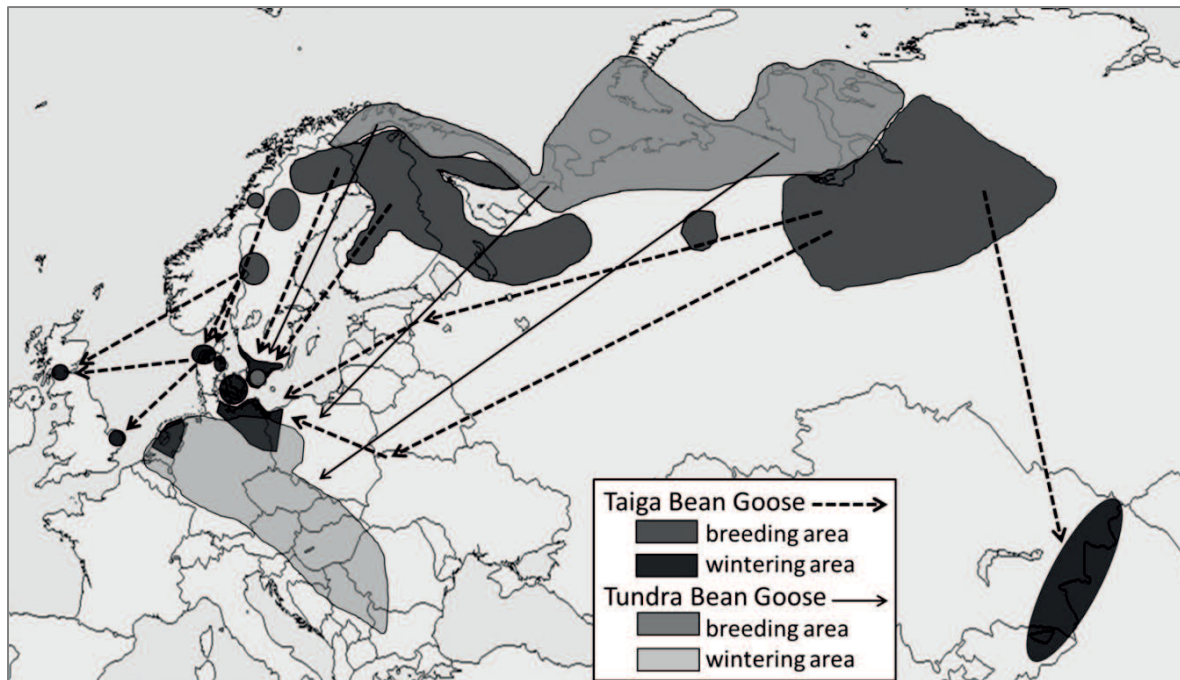 Taiga Bean Goose
breeding area
wintering area
Tundra Bean Goose
breeding area
wintering area